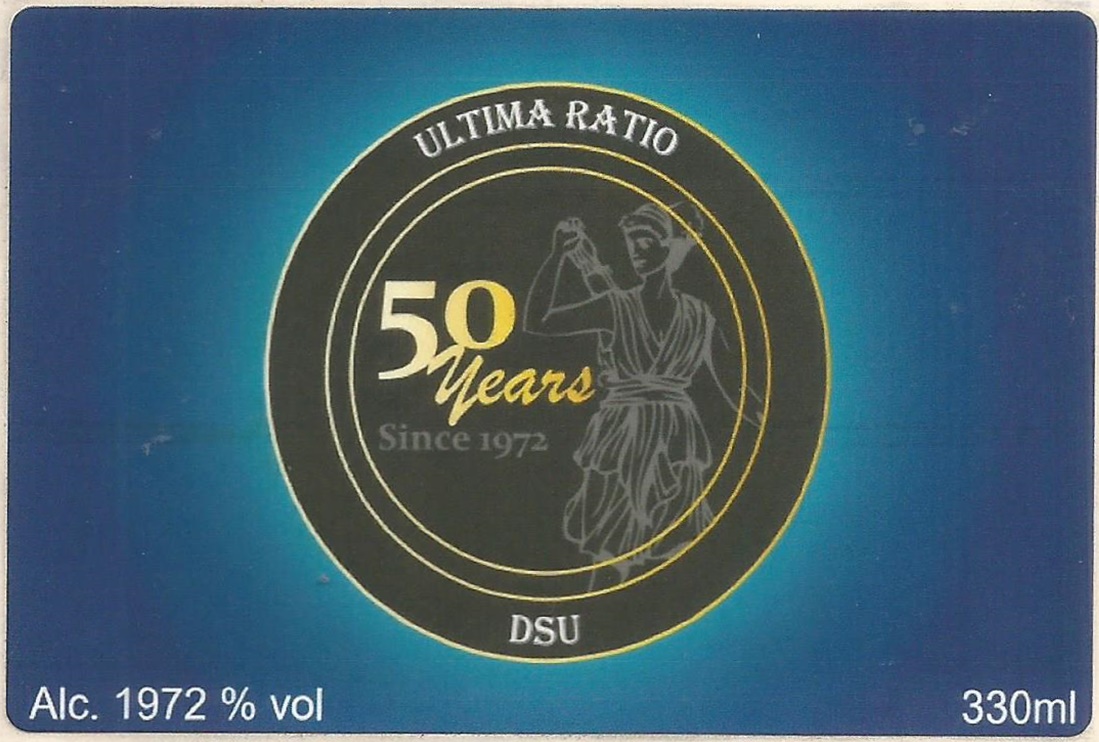 ULTIMA RATIO
50
Years
Since 1972
DSU
Alc. 1972 % vol
330ml